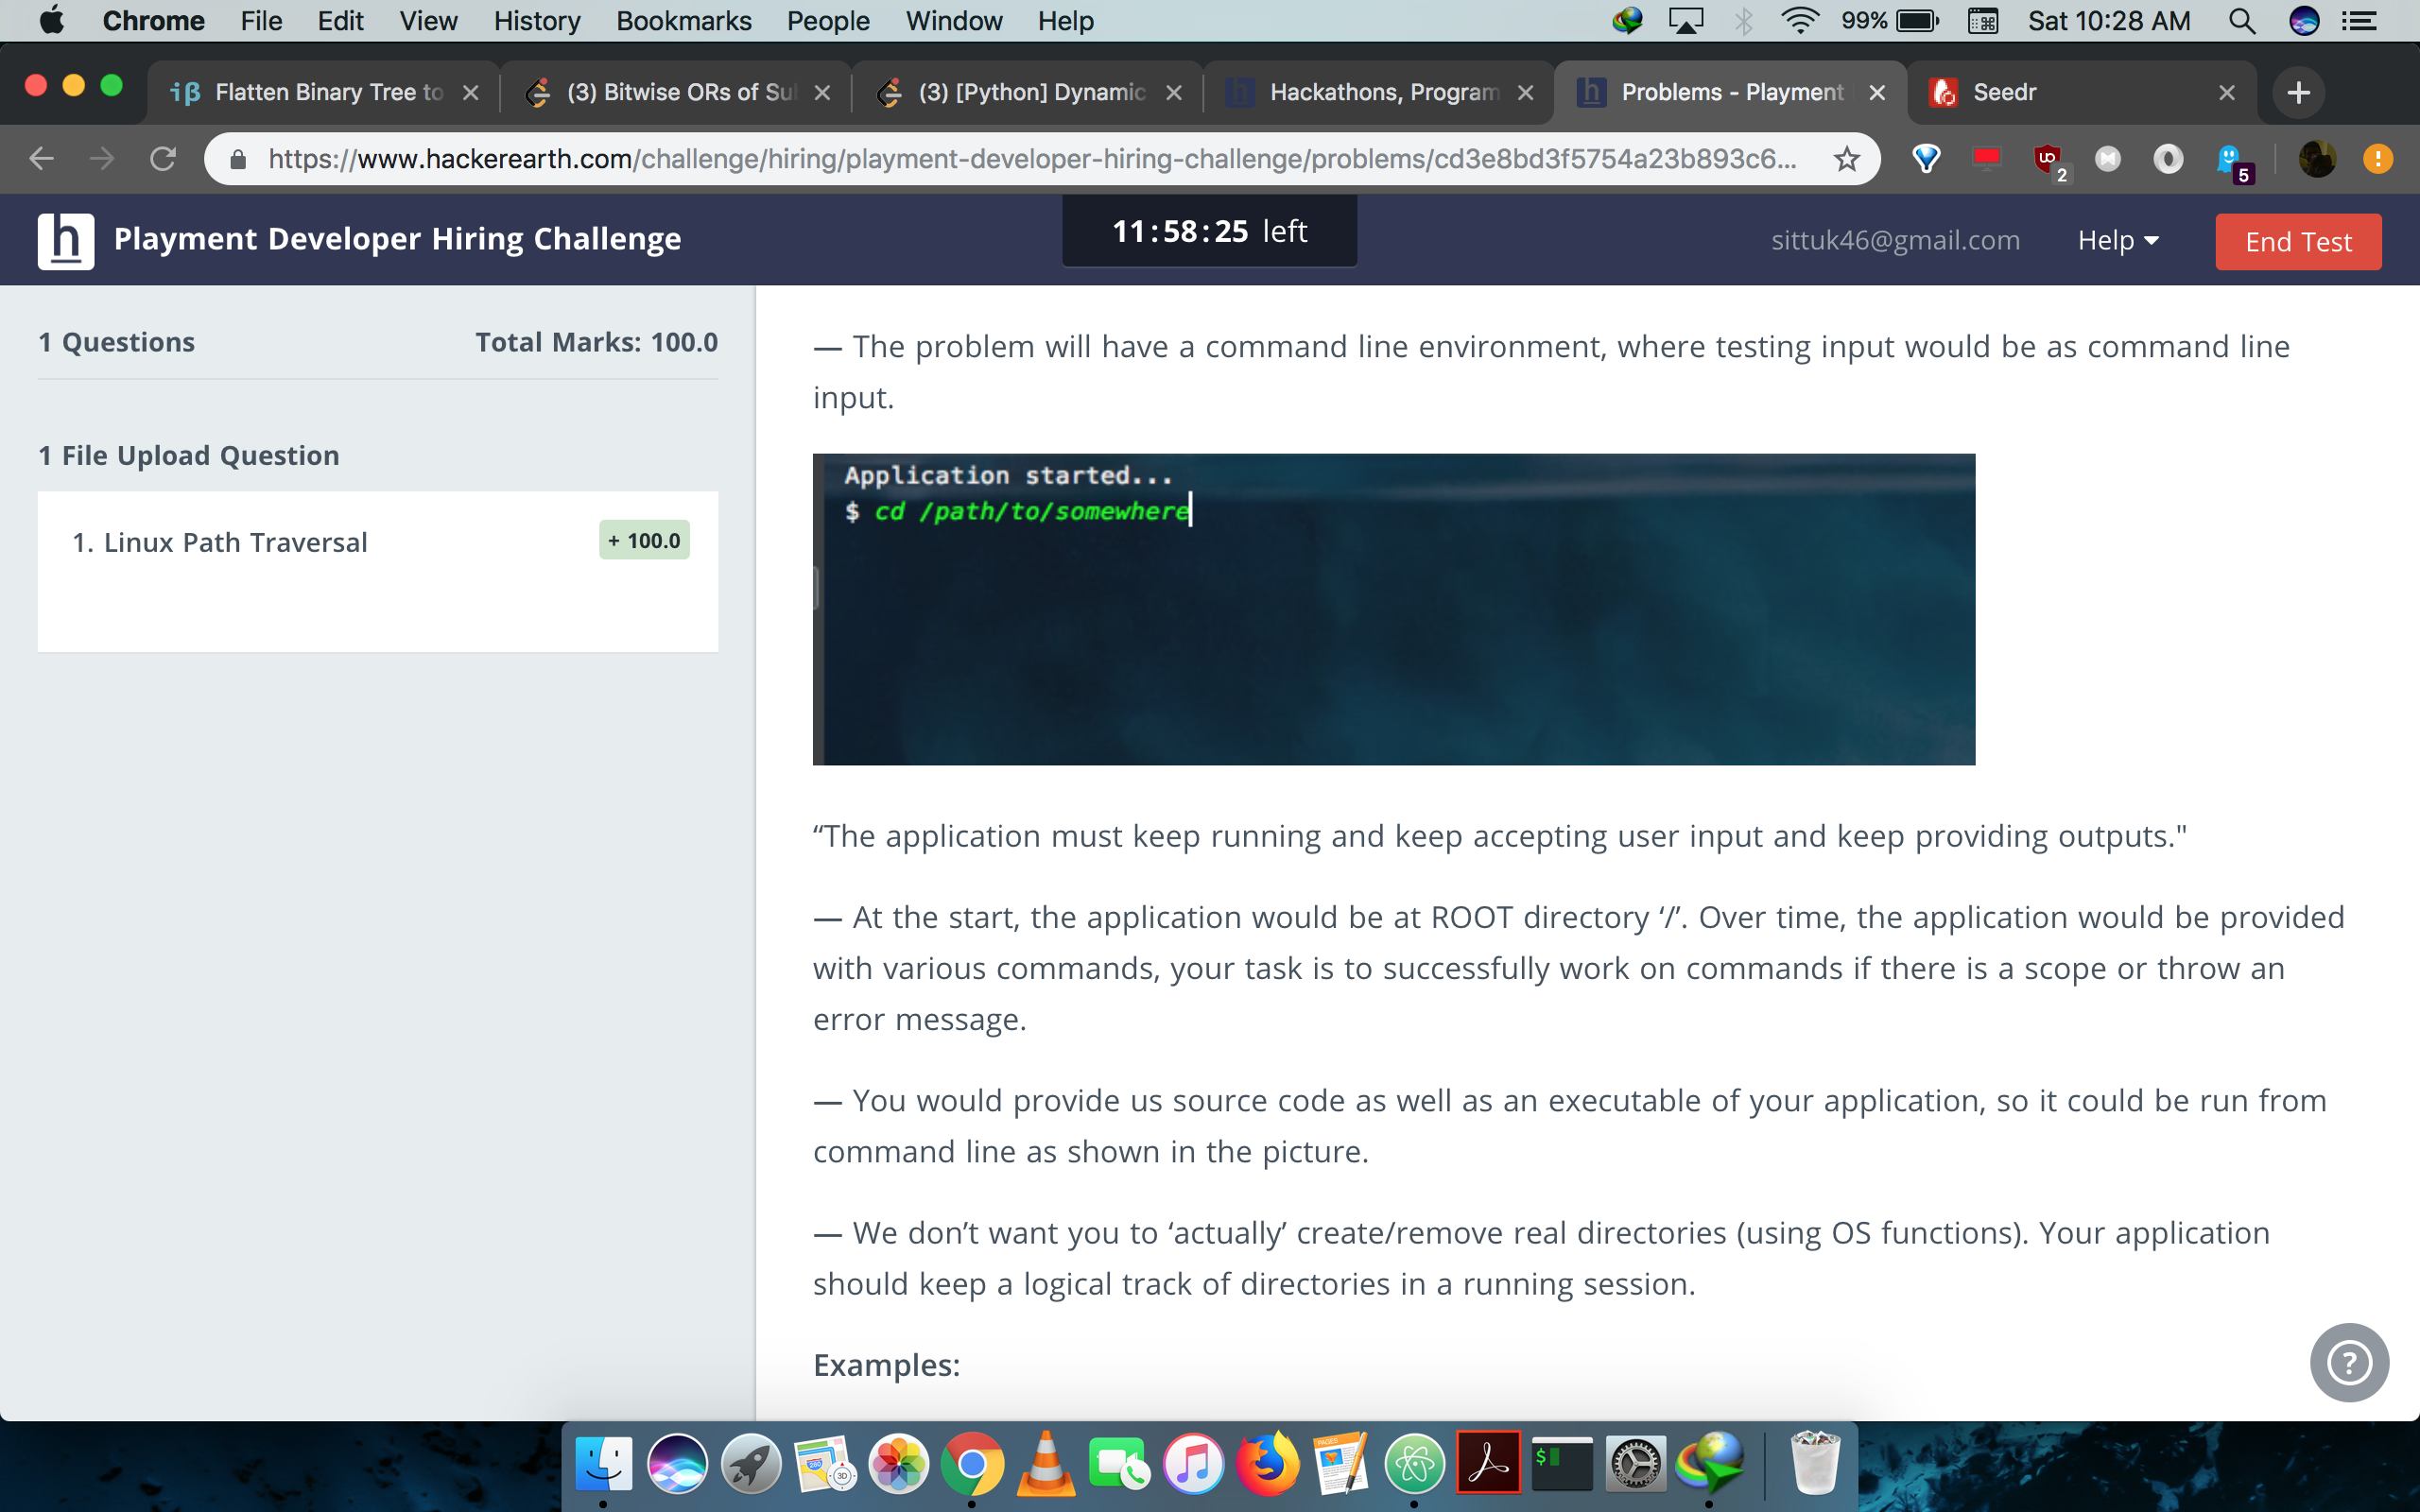 Chrome File Edit View History Bookmarks People Window Help 99% Sat 10:28 AM
iβ Flatten Binary Tree to (3) Bitwise ORs of Su (3) [Python] Dynamic h Hackathons, Program h Problems - Playment Seedr
https://www.hackerearth.com/challenge/hiring/playment-developer-hiring-challenge/problems/cd3e8bd3f5754a23b893c6... 2 5
h Playment Developer Hiring Challenge 11:58:25 left sittuk46@gmail.com Help End Test
1 Questions Total Marks: 100.0
1 File Upload Question
1. Linux Path Traversal + 100.0
— The problem will have a command line environment, where testing input would be as command line
input.
Application started...
$ cd /path/to/somewhere
“The application must keep running and keep accepting user input and keep providing outputs."
— At the start, the application would be at ROOT directory ‘/’. Over time, the application would be provided
with various commands, your task is to successfully work on commands if there is a scope or throw an
error message.
— You would provide us source code as well as an executable of your application, so it could be run from
command line as shown in the picture.
— We don’t want you to ‘actually’ create/remove real directories (using OS functions). Your application
should keep a logical track of directories in a running session.
Examples:
?